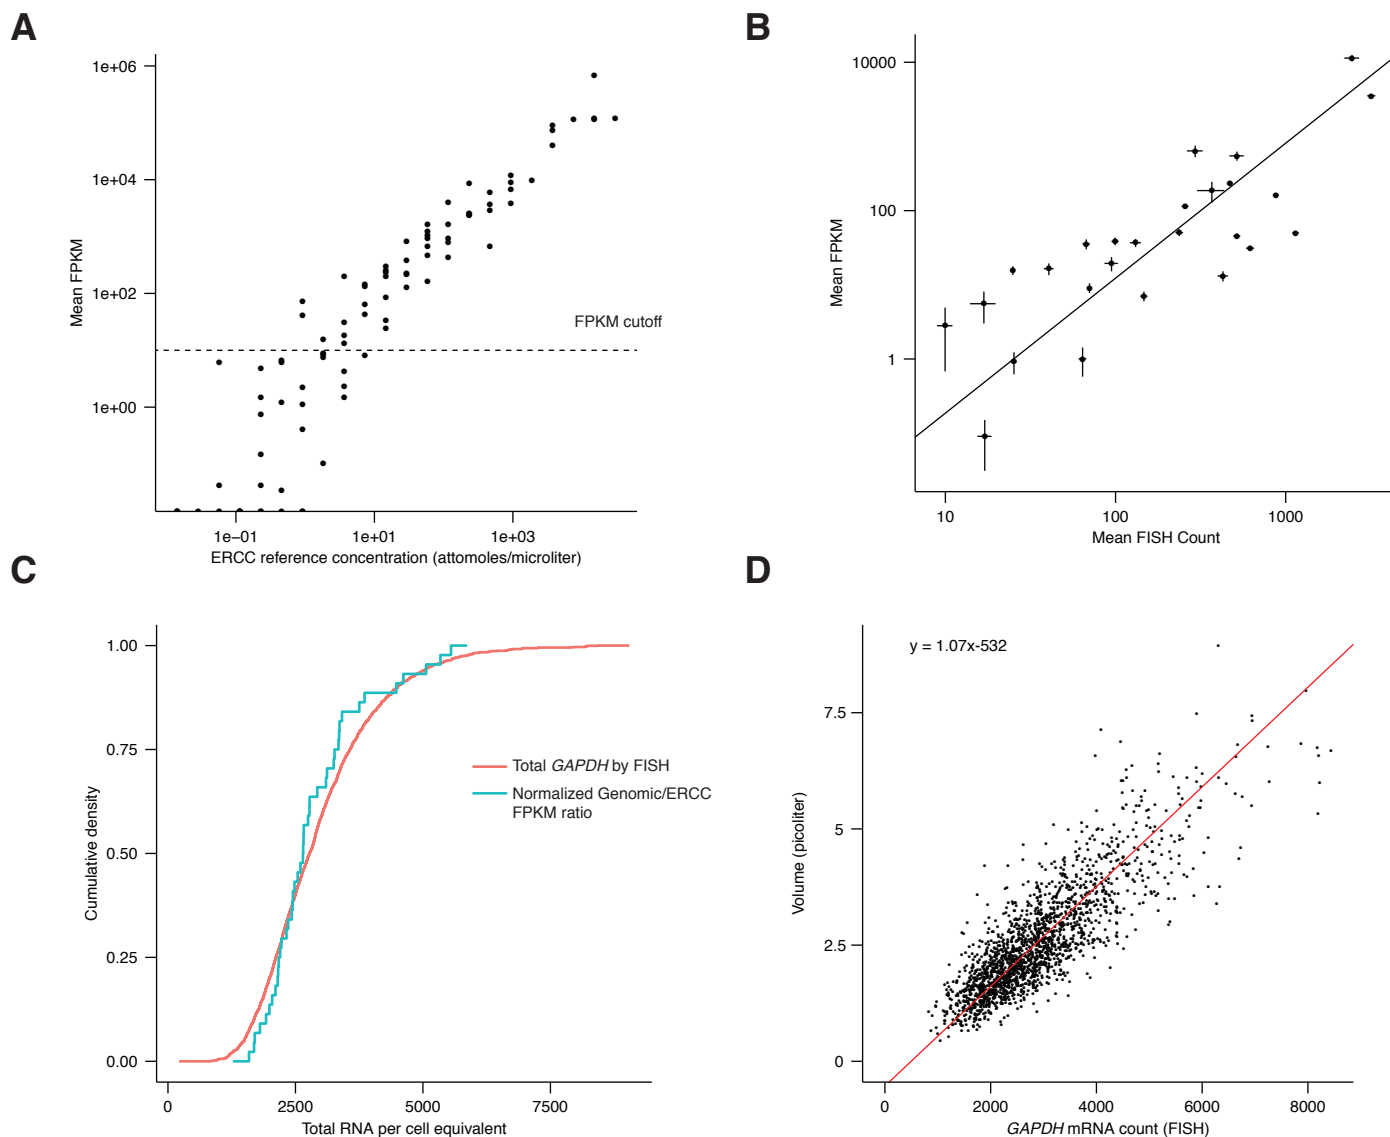 A
1e+06
1e+04
1e+02
1e+00
Mean FPKM
FPKM cutoff
1e−01
1e+01
1e+03
ERCC reference concentration (attomoles/microliter)
B
10000
100
1
Mean FPKM
10
100
1000
Mean FISH Count
C
1.00
0.75
0.50
0.25
0.00
Cumulative density
Total GAPDH by FISH
Normalized Genomic/ERCC
FPKM ratio
0
2500
5000
7500
Total RNA per cell equivalent
D
y = 1.07x-532
7.5
5
2.5
0
Volume (picoliter)
0
2000
4000
6000
8000
GAPDH mRNA count (FISH)